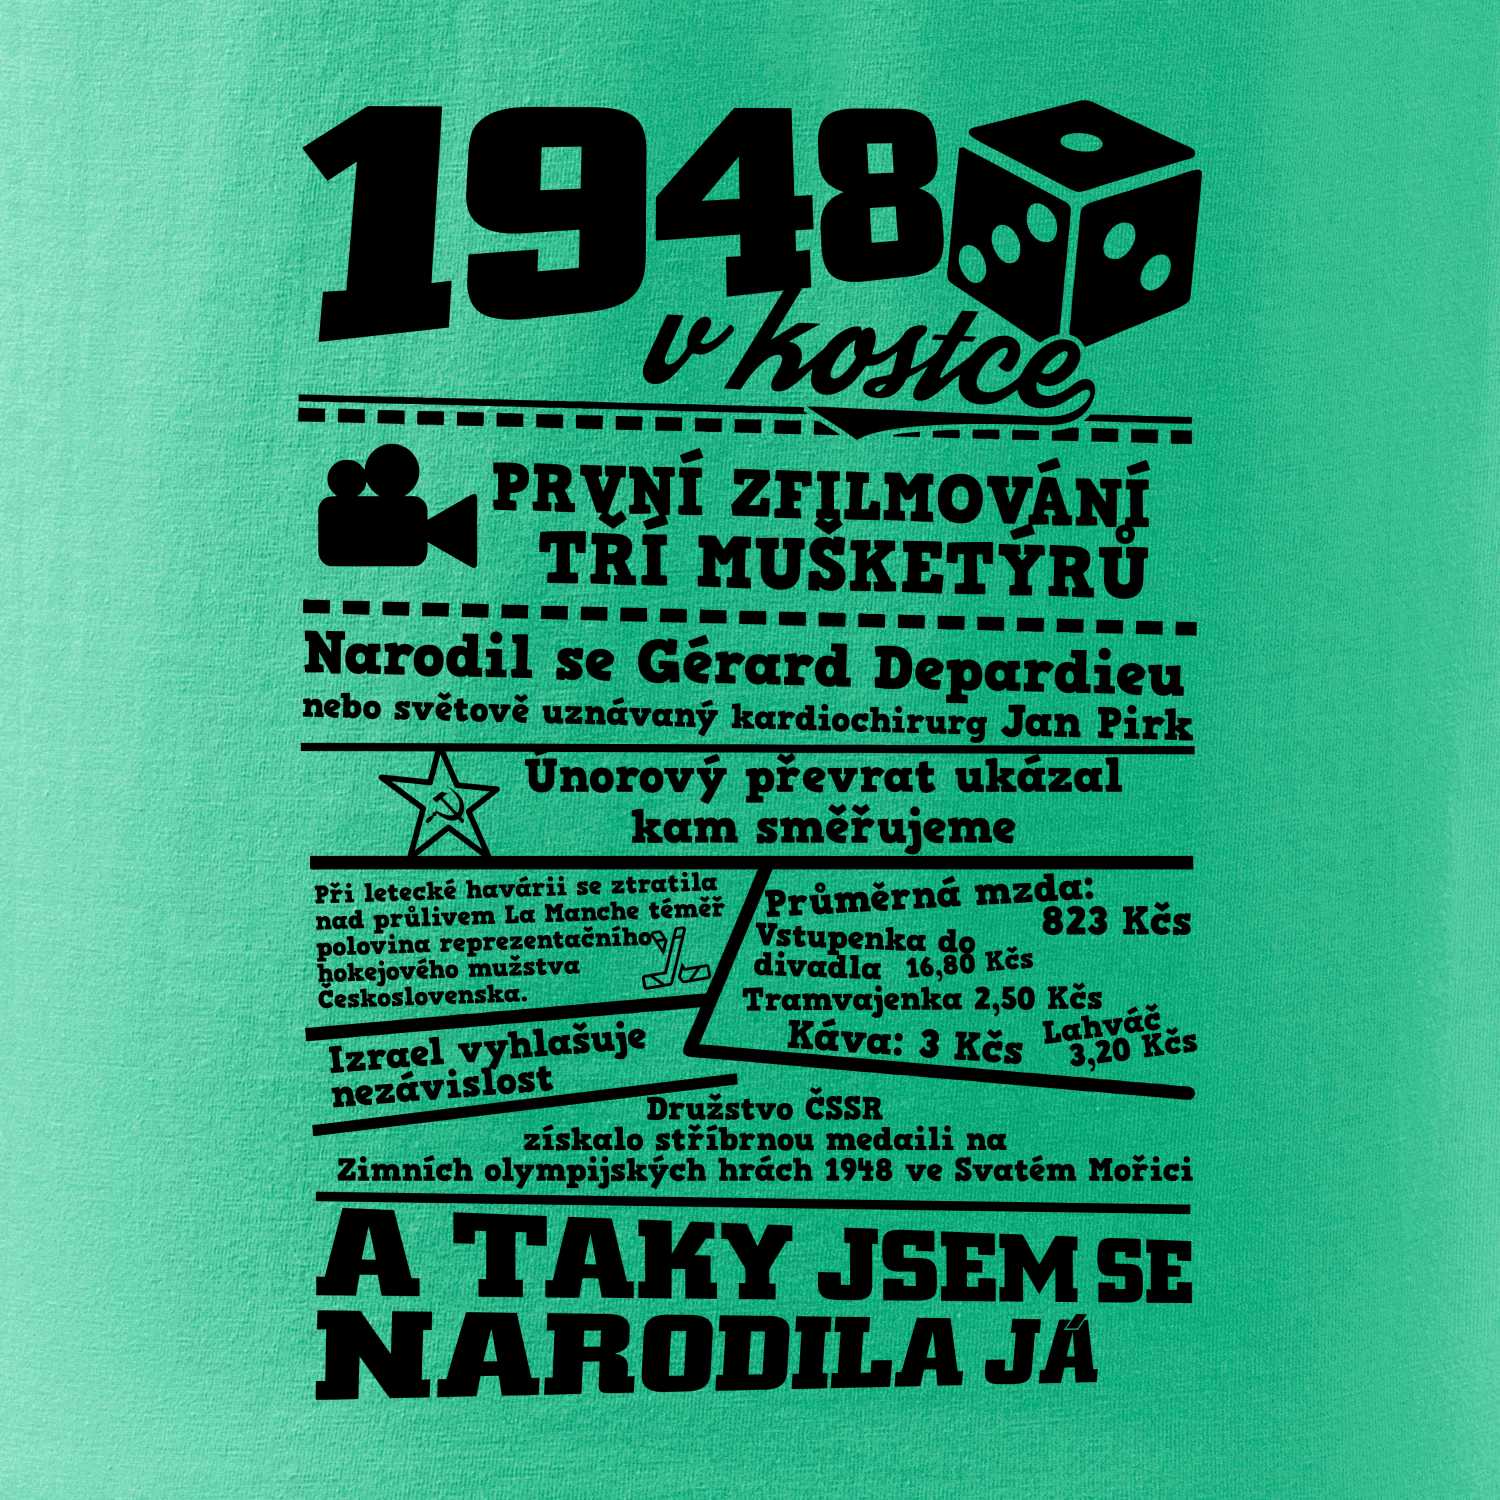 1948
v kostce
PRVNÍ ZFILMOVÁNÍ
TŘÍ MUŠKETÝRŮ
Narodil se Gérard Depardieu
nebo světově uznávaný kardiochirurg Jan Pirk
Únorový převrat ukázal
kam směřujeme
Při letecké havárii se ztratila
nad průlivem La Manche téměř
polovina reprezentačního
hokejového mužstva
Československa.
Průměrná mzda:
823 Kčs
Vstupenka do
divadla 16,80 Kčs
Tramvajenka 2,50 Kčs
Káva: 3 Kčs
Lahváč
3,20 Kčs
Izrael vyhlašuje
nezávislost
Družstvo ČSSR
získalo stříbrnou medaili na
Zimních olympijských hrách 1948 ve Svatém Mořici
A TAKY JSEM SE
NARODILA JÁ